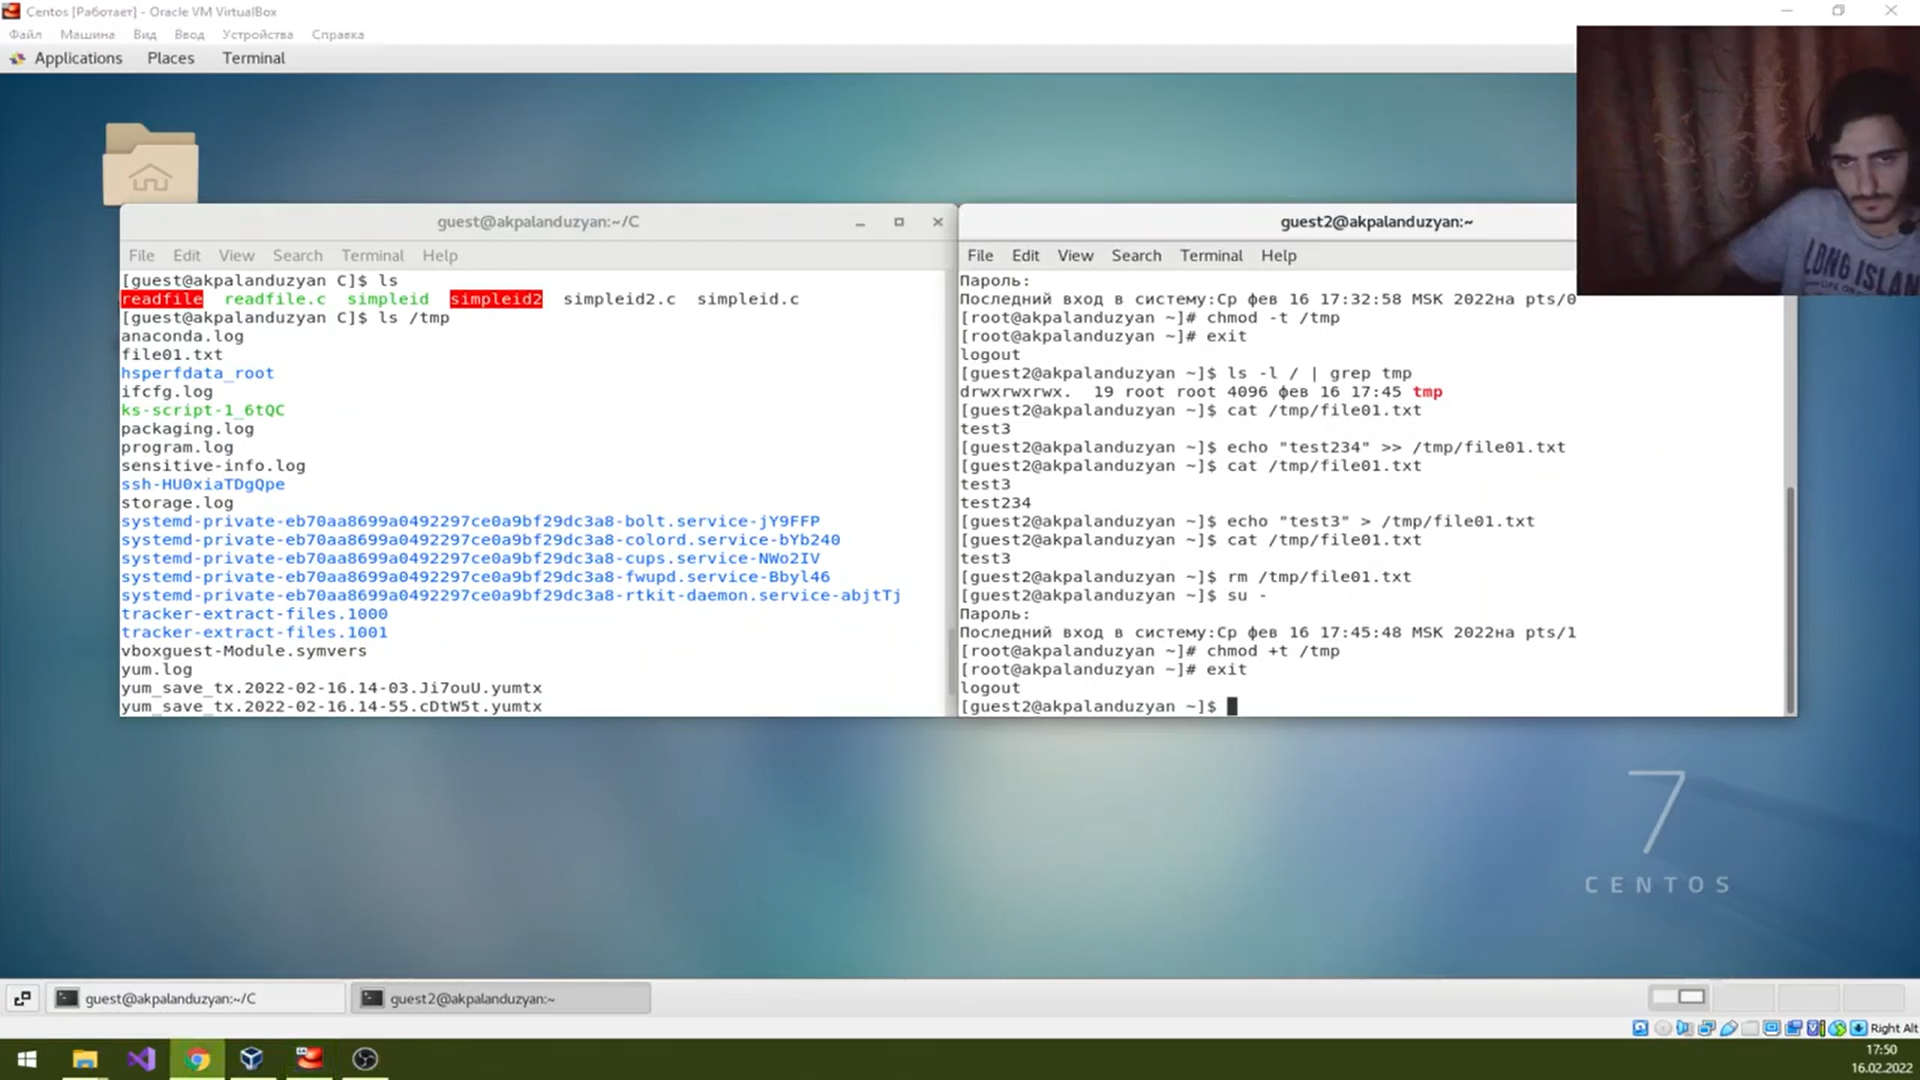 Centos [Работает] - Oracle VM VirtualBox
Файл Машина Вид Ввод Устройства Справка
Applications Places Terminal
guest@akpalanduzyan:~/C
File Edit View Search Terminal Help
[guest@akpalanduzyan C]$ ls
readfile readfile.c simpleid simpleid2 simpleid2.c simpleid.c
[guest@akpalanduzyan C]$ ls /tmp
anaconda.log
file01.txt
hsperfdata_root
ifcfg.log
ks-script-1_6tQC
packaging.log
program.log
sensitive-info.log
ssh-HU0xiaTDgQpe
storage.log
systemd-private-eb70aa8699a0492297ce0a9bf29dc3a8-bolt.service-jY9FFP
systemd-private-eb70aa8699a0492297ce0a9bf29dc3a8-colord.service-bYb240
systemd-private-eb70aa8699a0492297ce0a9bf29dc3a8-cups.service-NWo2IV
systemd-private-eb70aa8699a0492297ce0a9bf29dc3a8-fwupd.service-Bbyl46
systemd-private-eb70aa8699a0492297ce0a9bf29dc3a8-rtkit-daemon.service-abjtTj
tracker-extract-files.1000
tracker-extract-files.1001
vboxguest-Module.symvers
yum.log
yum_save_tx.2022-02-16.14-03.Ji7ouU.yumtx
yum_save_tx.2022-02-16.14-55.cDtW5t.yumtx
guest2@akpalanduzyan:~
File Edit View Search Terminal Help
Пароль:
Последний вход в систему:Ср фев 16 17:32:58 MSK 2022на pts/0
[root@akpalanduzyan ~]# chmod -t /tmp
[root@akpalanduzyan ~]# exit
logout
[guest2@akpalanduzyan ~]$ ls -l / | grep tmp
drwxrwxrwx. 19 root root 4096 фев 16 17:45 tmp
[guest2@akpalanduzyan ~]$ cat /tmp/file01.txt
test3
[guest2@akpalanduzyan ~]$ echo "test234" >> /tmp/file01.txt
[guest2@akpalanduzyan ~]$ cat /tmp/file01.txt
test3
test234
[guest2@akpalanduzyan ~]$ echo "test3" > /tmp/file01.txt
[guest2@akpalanduzyan ~]$ cat /tmp/file01.txt
test3
[guest2@akpalanduzyan ~]$ rm /tmp/file01.txt
[guest2@akpalanduzyan ~]$ su -
Пароль:
Последний вход в систему:Ср фев 16 17:45:48 MSK 2022на pts/1
[root@akpalanduzyan ~]# chmod +t /tmp
[root@akpalanduzyan ~]# exit
logout
[guest2@akpalanduzyan ~]$
LONG ISLAN
7
CENTOS
guest@akpalanduzyan:~/C
guest2@akpalanduzyan:~
Right Alt
17:50
16.02.2022